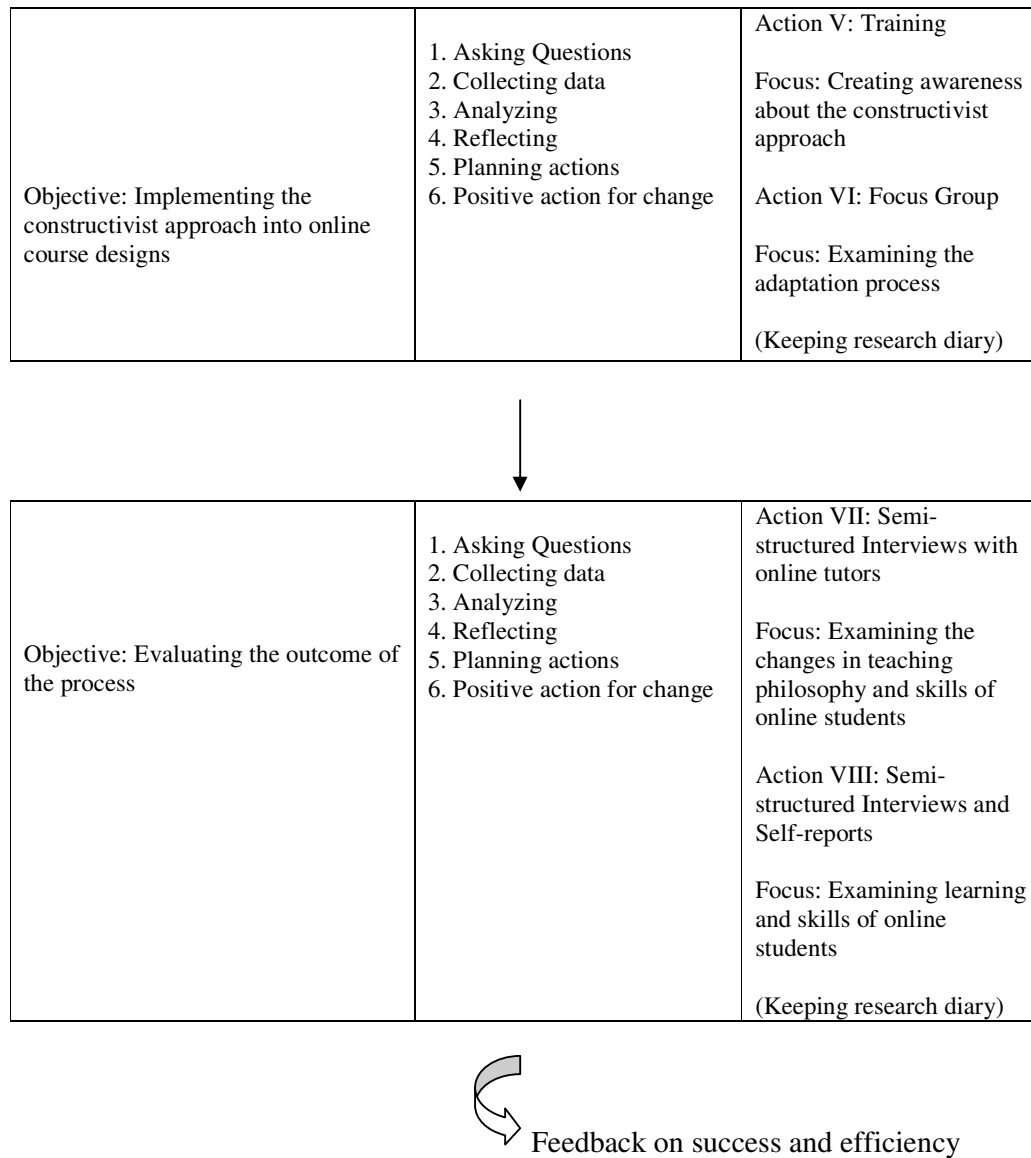 Objective: Implementing the
constructivist approach into online
course designs
1. Asking Questions
2. Collecting data
3. Analyzing
4. Reflecting
5. Planning actions
6. Positive action for change
Action V: Training
Focus: Creating awareness
about the constructivist
approach
Action VI: Focus Group
Focus: Examining the
adaptation process
(Keeping research diary)
Objective: Evaluating the outcome of
the process
1. Asking Questions
2. Collecting data
3. Analyzing
4. Reflecting
5. Planning actions
6. Positive action for change
Action VII: Semi-
structured Interviews with
online tutors
Focus: Examining the
changes in teaching
philosophy and skills of
online students
Action VIII: Semi-
structured Interviews and
Self-reports
Focus: Examining learning
and skills of online
students
(Keeping research diary)
Feedback on success and efficiency